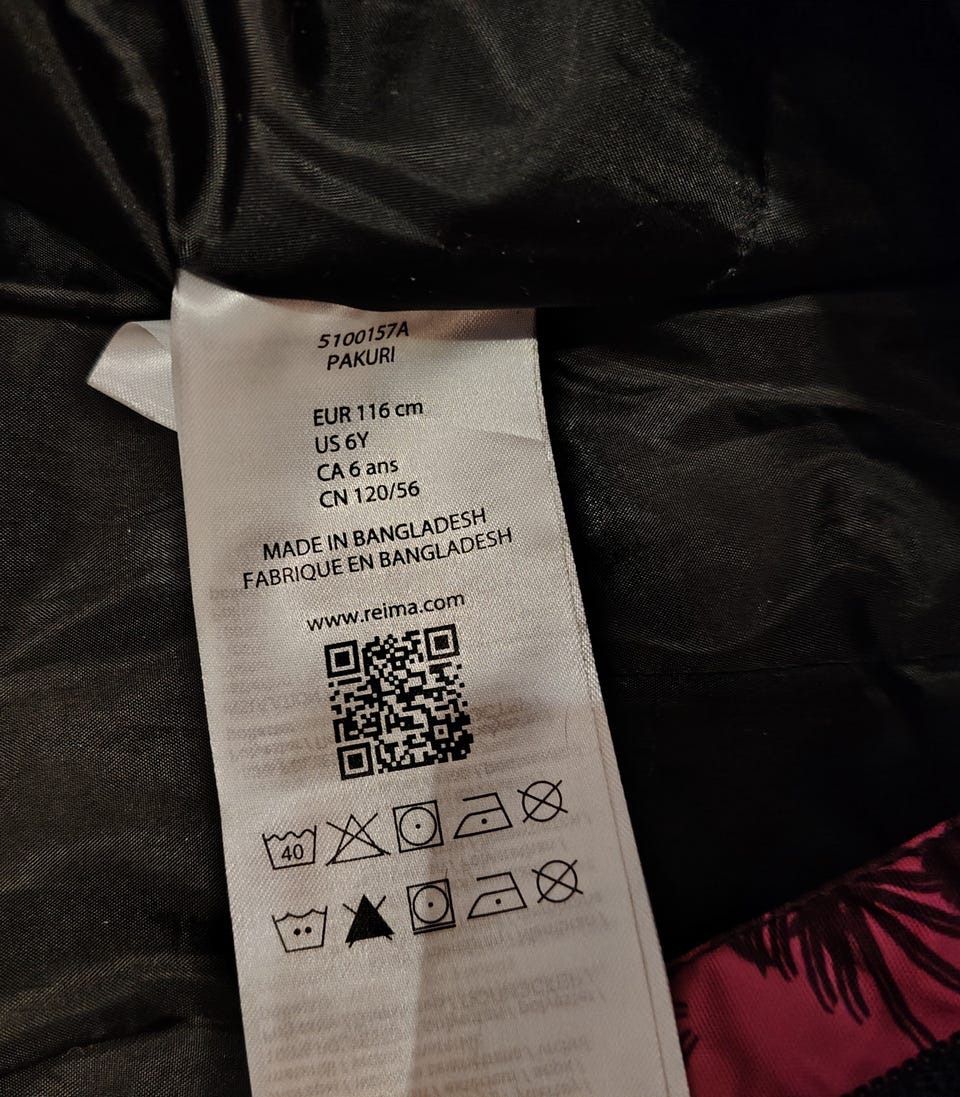 5100157A
PAKURI
EUR 116 cm
US 6Y
CA 6 ans
CN 120/56
MADE IN BANGLADESH
FABRIQUE EN BANGLADESH
www.reima.com
40